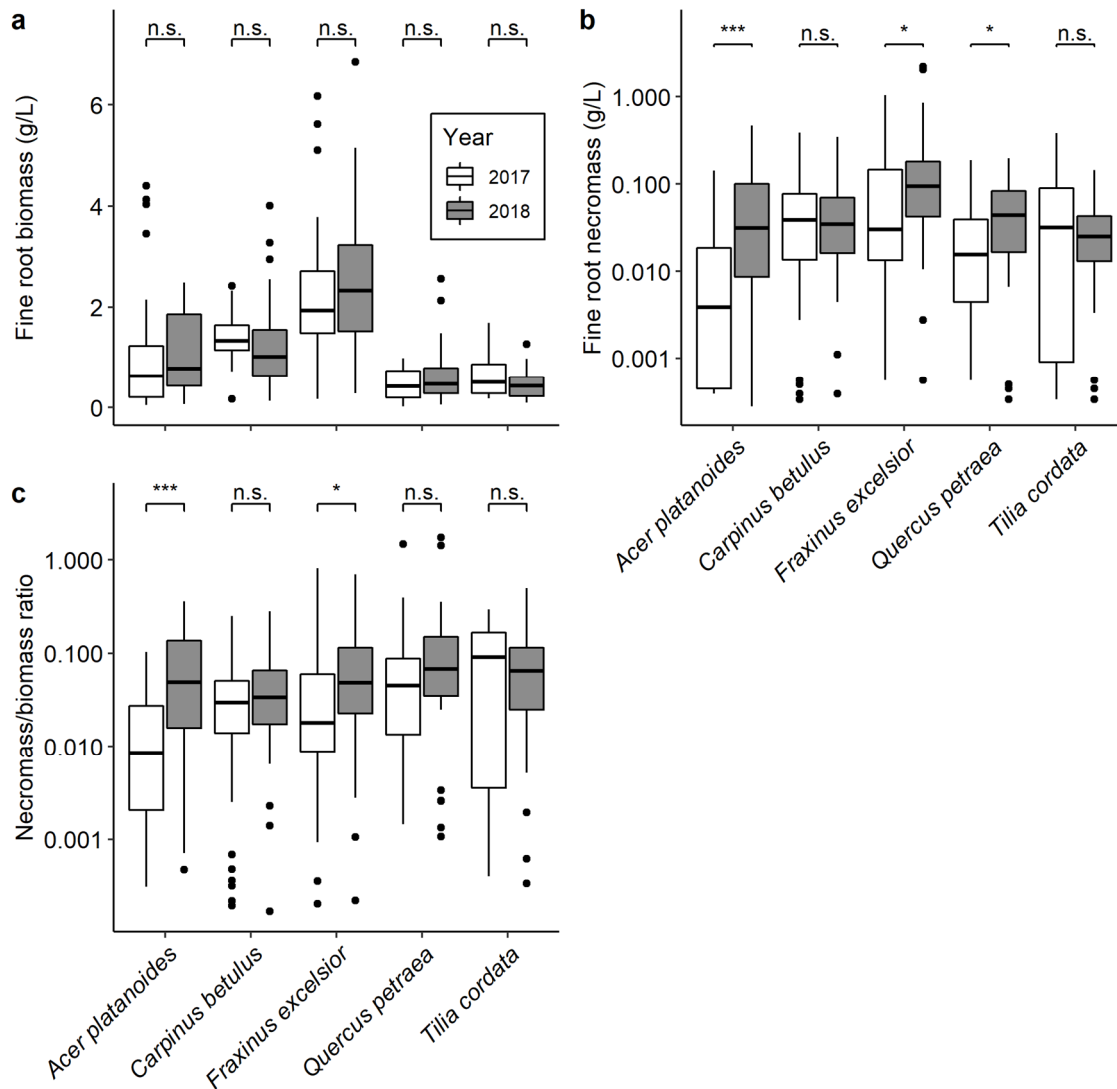 a
n.s. n.s. n.s. n.s. n.s.
Fine root biomass (g/L)
6
4
2
0
Year
2017
2018
b
*** n.s. * * n.s.
Fine root necromass (g/L)
1.000
0.100
0.010
0.001
Acer platanoides
Carpinus betulus
Fraxinus excelsior
Quercus petraea
Tilia cordata
c
*** n.s. * n.s. n.s.
Necromass/biomass ratio
1.000
0.100
0.010
0.001
Acer platanoides
Carpinus betulus
Fraxinus excelsior
Quercus petraea
Tilia cordata